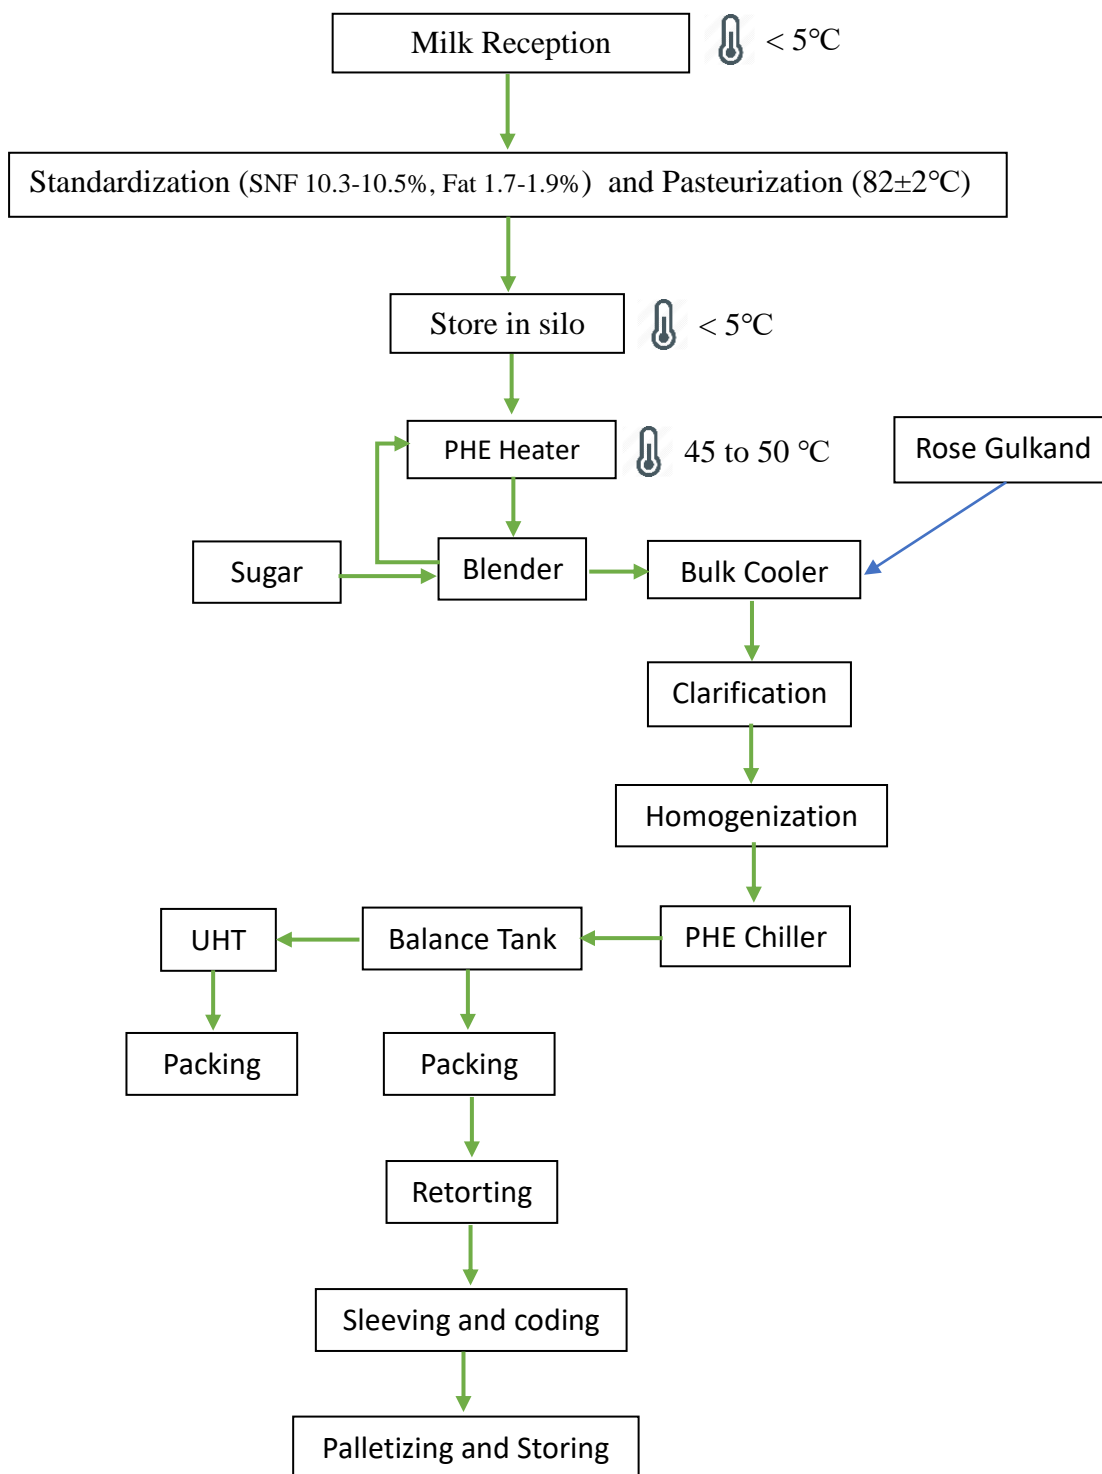 Milk Reception
< 5℃
Standardization (SNF 10.3-10.5%, Fat 1.7-1.9%) and Pasteurization (82±2℃)
Store in silo
< 5℃
PHE Heater
45 to 50 ℃
Rose Gulkand
Sugar
Blender
Bulk Cooler
Clarification
Homogenization
UHT
Balance Tank
PHE Chiller
Packing
Packing
Retorting
Sleeving and coding
Palletizing and Storing